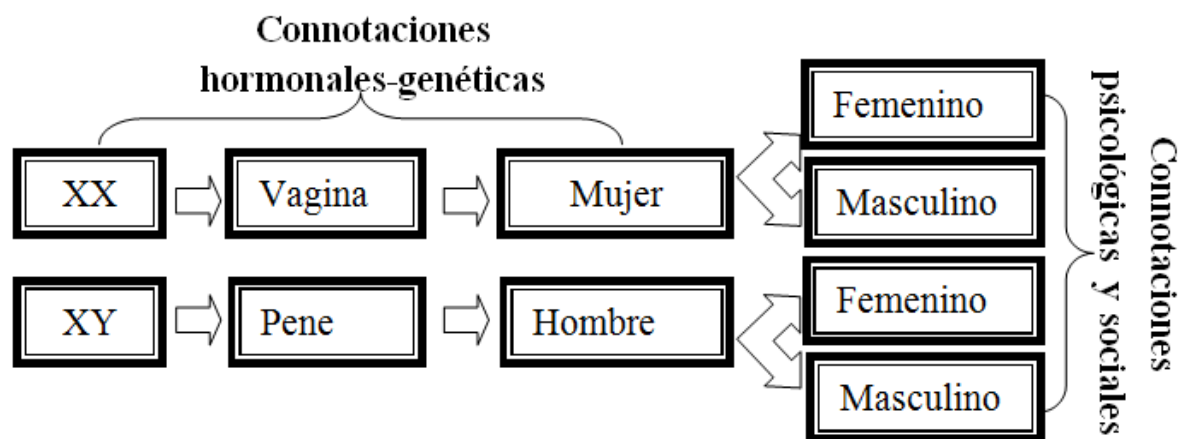 Connotaciones
hormonales-genéticas
XX
Vagina
Mujer
Femenino
Masculino
XY
Pene
Hombre
Femenino
Masculino
Connotaciones
psicológicas y sociales